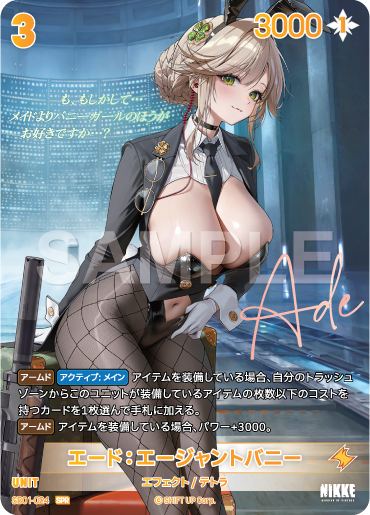 3
3000 1
も、もしかして…
メイドよりバニーガールのほうが
お好きですか…?
SAMPLE
Ade
アームド アクティブ:メイン アイテムを装備している場合、自分のトラッシュ
ゾーンからこのユニットが装備しているアイテムの枚数以下のコストを
持つカードを1枚選んで手札に加える。
アームド アイテムを装備している場合、パワー+3000。
エード:エージェントバニー
UNIT エフェクト / テトラ
SPR ©SHIFT UP Corp. NIKKE